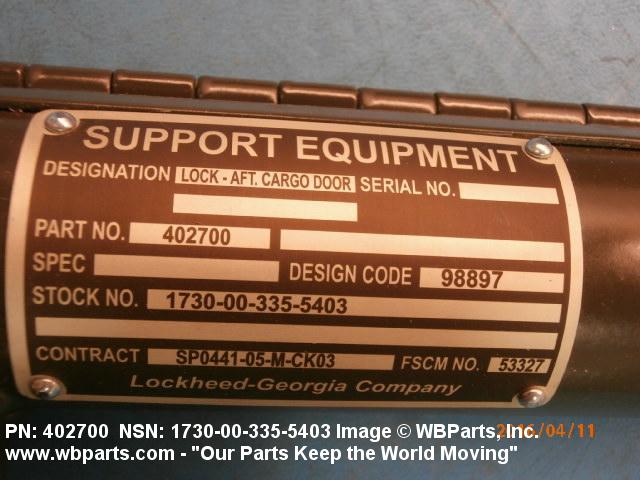 SUPPORT EQUIPMENT
DESIGNATION LOCK - AFT. CARGO DOOR SERIAL NO.
PART NO. 402700
SPEC DESIGN CODE 98897
STOCK NO. 1730-00-335-5403
CONTRACT SP0441-05-M-CK03 FSCM NO. 53327
Lockheed-Georgia Company
PN: 402700 NSN: 1730-00-335-5403 Image © WBParts, Inc.
www.wbparts.com - "Our Parts Keep the World Moving"